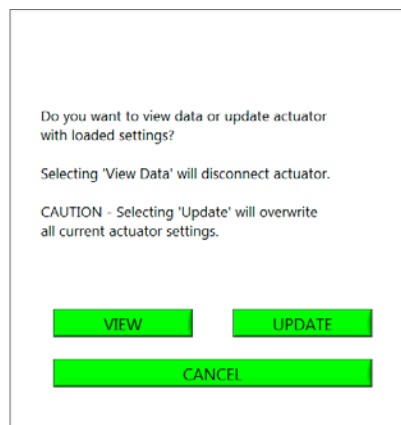 Do you want to view data or update actuator
with loaded settings?
Selecting 'View Data' will disconnect actuator.
CAUTION - Selecting 'Update' will overwrite
all current actuator settings.
VIEW
UPDATE
CANCEL